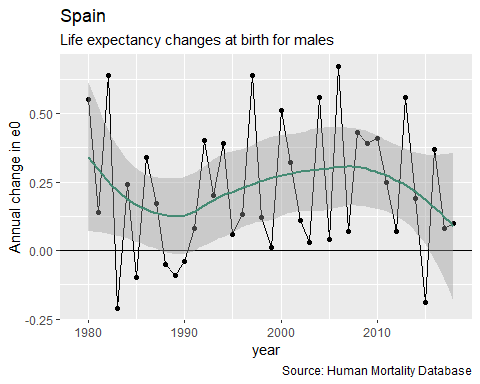 Spain
Life expectancy changes at birth for males
Annual change in e0
0.50
0.25
0.00
-0.25
1980 1990 2000 2010
year
Source: Human Mortality Database